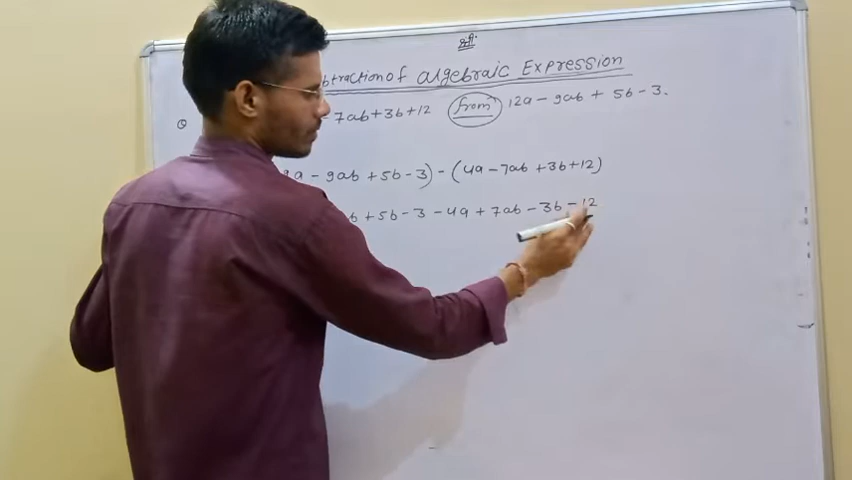 श्री
btraction of algebraic Expression
Q 7ab+3b+12 from 12a - 9ab + 5b - 3.
a - 9ab + 5b - 3) - (4a - 7ab + 3b + 12)
b + 5b - 3 - 4a + 7ab - 3b - 12